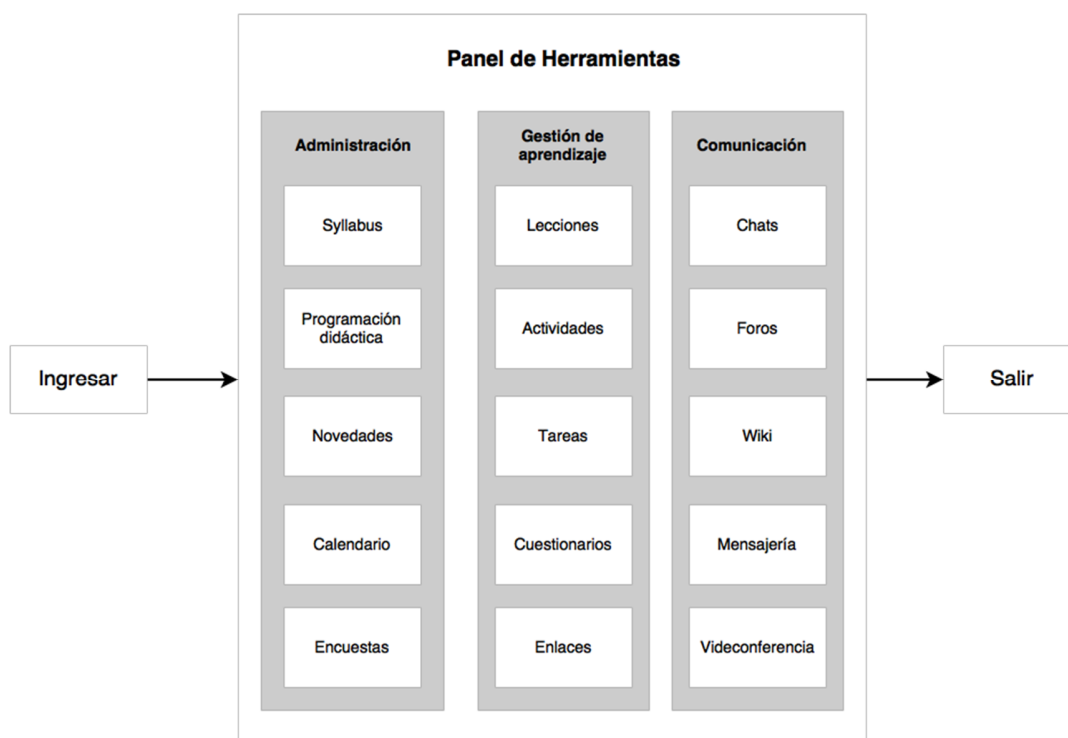 Panel de Herramientas
Ingresar
Administración
Syllabus
Programación
didáctica
Novedades
Calendario
Encuestas
Gestión de
aprendizaje
Lecciones
Actividades
Tareas
Cuestionarios
Enlaces
Comunicación
Chats
Foros
Wiki
Mensajería
Videconferencia
Salir